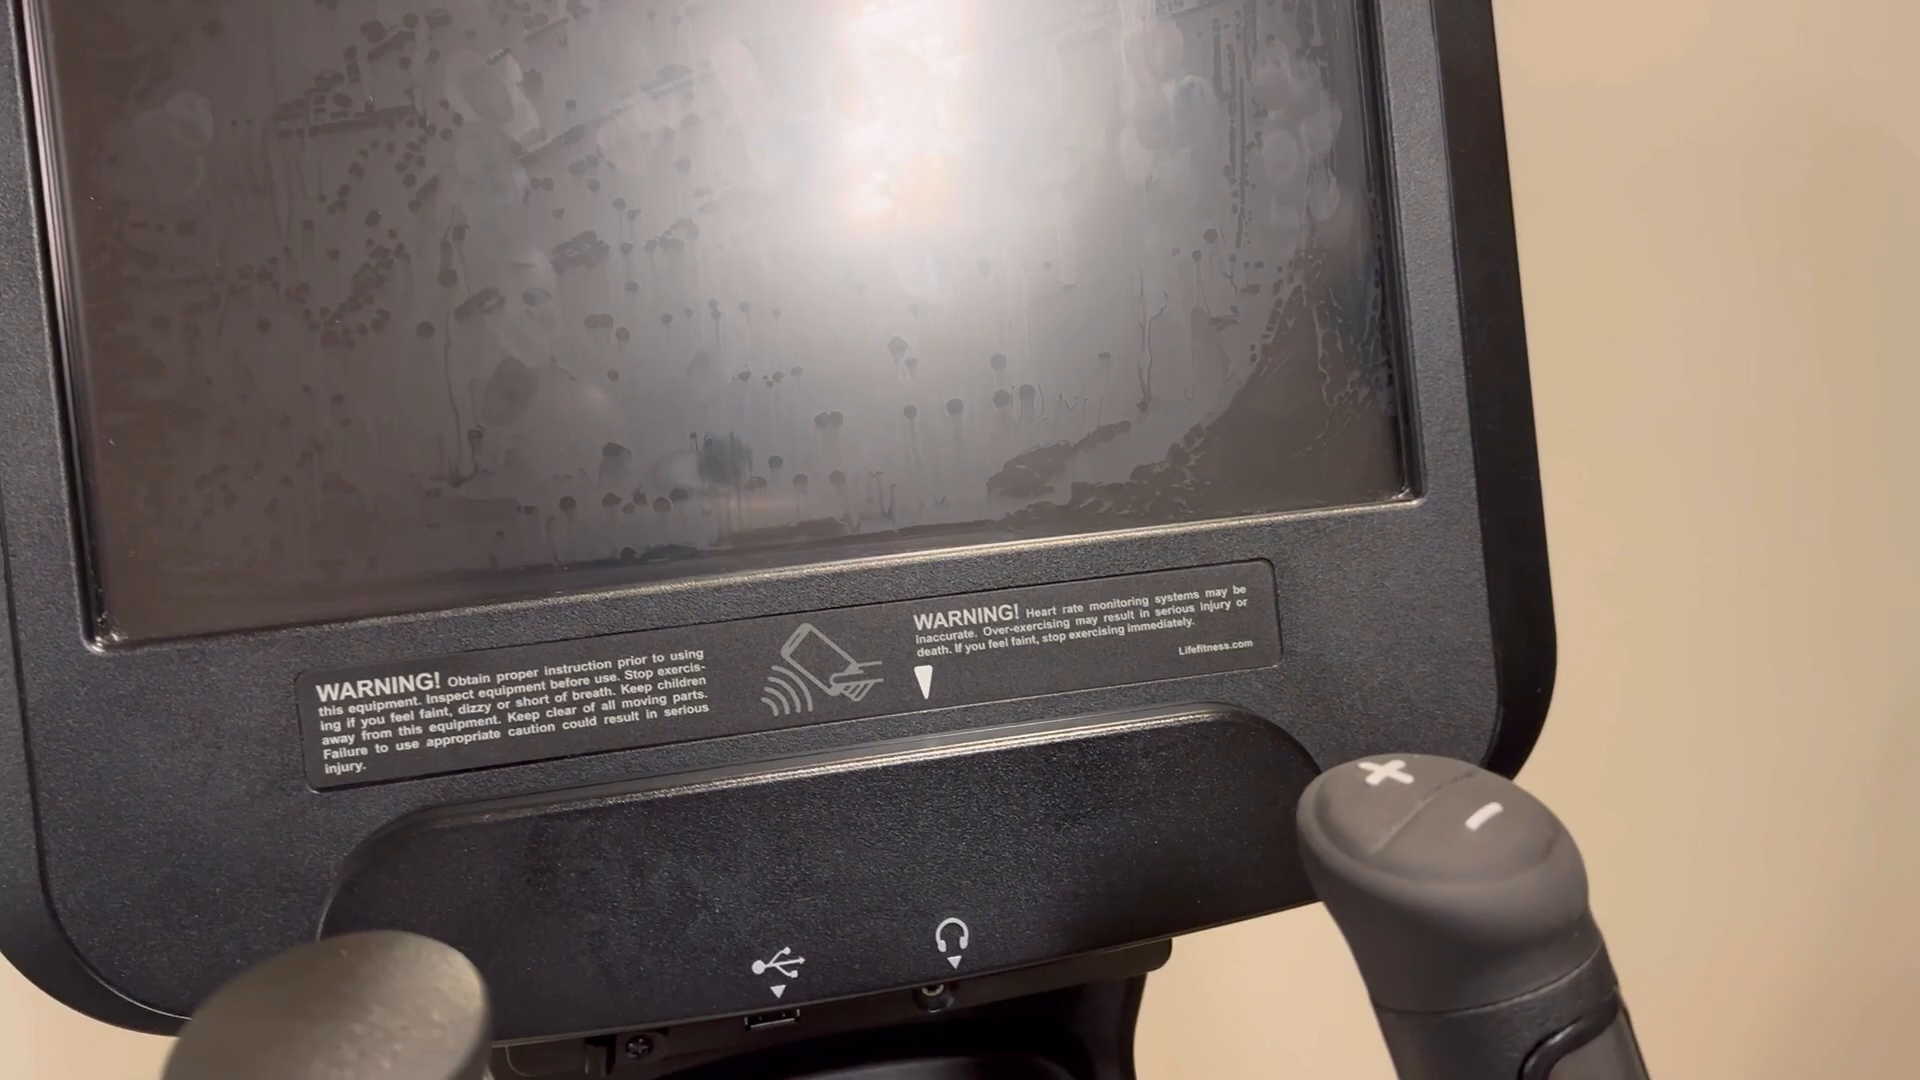 WARNING! Obtain proper instruction prior to using
this equipment. Inspect equipment before use. Stop exercis-
ing if you feel faint, dizzy or short of breath. Keep children
away from this equipment. Keep clear of all moving parts.
Failure to use appropriate caution could result in serious
injury.
WARNING! Heart rate monitoring systems may be
inaccurate. Over-exercising may result in serious injury or
death. If you feel faint, stop exercising immediately.
Lifefitness.com
+
-